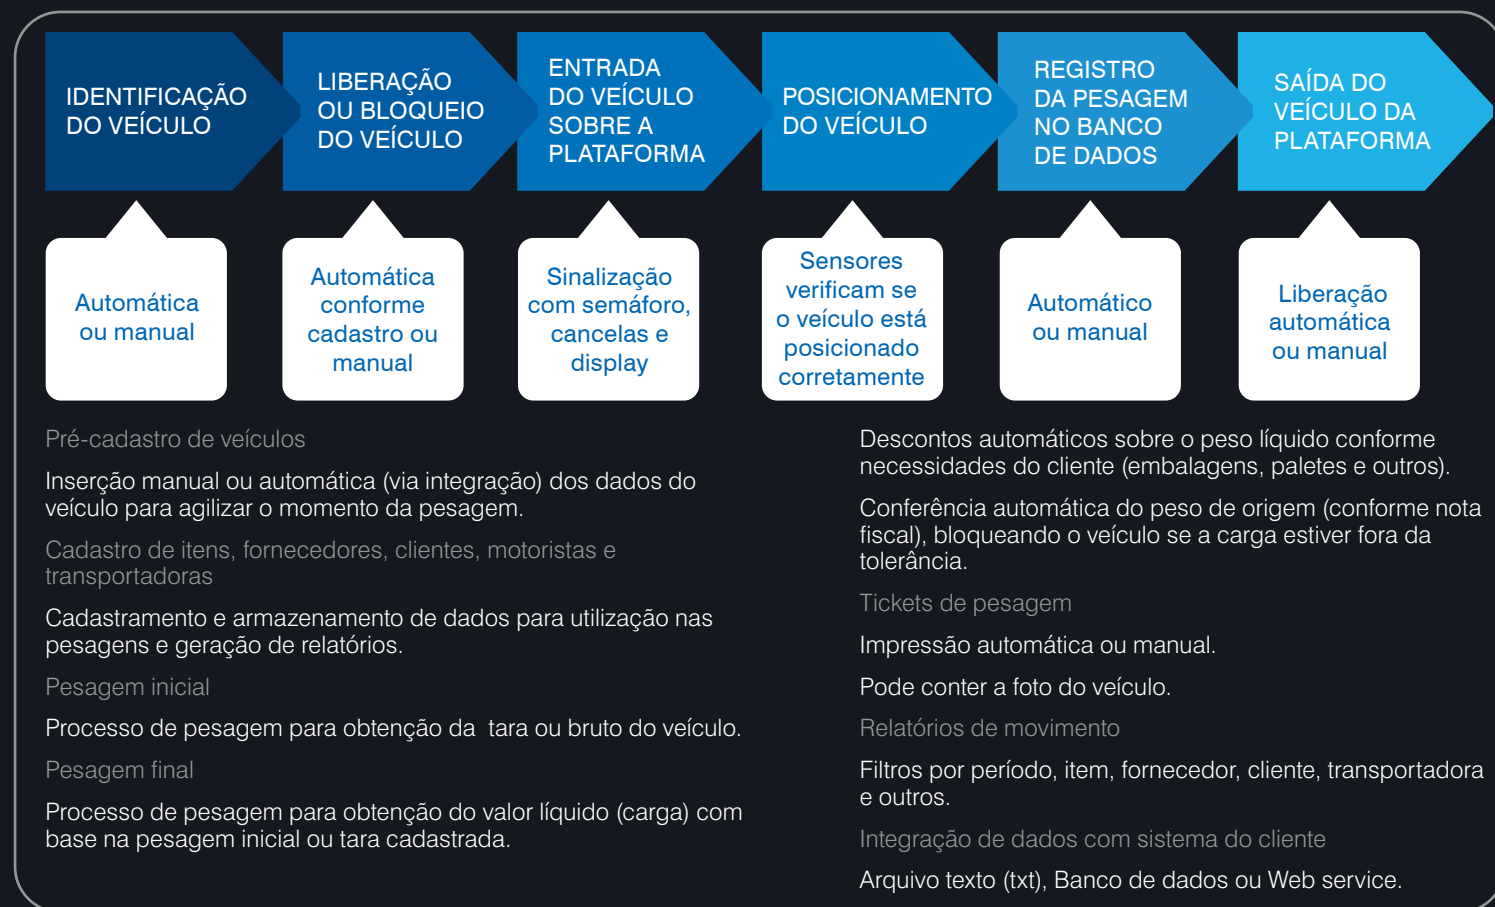 IDENTIFICAÇÃO
DO VEÍCULO
LIBERAÇÃO
OU BLOQUEIO
DO VEÍCULO
ENTRADA
DO VEÍCULO
SOBRE A
PLATAFORMA
POSICIONAMENTO
DO VEÍCULO
REGISTRO
DA PESAGEM
NO BANCO
DE DADOS
SAÍDA DO
VEÍCULO DA
PLATAFORMA
Automática
ou manual
Automática
conforme
cadastro ou
manual
Sinalização
com semáforo,
cancelas e
display
Sensores
verificam se
o veículo está
posicionado
corretamente
Automático
ou manual
Liberação
automática
ou manual
Pré-cadastro de veículos
Inserção manual ou automática (via integração) dos dados do
veículo para agilizar o momento da pesagem.
Cadastro de itens, fornecedores, clientes, motoristas e
transportadoras
Cadastramento e armazenamento de dados para utilização nas
pesagens e geração de relatórios.
Pesagem inicial
Processo de pesagem para obtenção da  tara ou bruto do veículo.
Pesagem final
Processo de pesagem para obtenção do valor líquido (carga) com
base na pesagem inicial ou tara cadastrada.
Descontos automáticos sobre o peso líquido conforme
necessidades do cliente (embalagens, paletes e outros).
Conferência automática do peso de origem (conforme nota
fiscal), bloqueando o veículo se a carga estiver fora da
tolerância.
Tickets de pesagem
Impressão automática ou manual.
Pode conter a foto do veículo.
Relatórios de movimento
Filtros por período, item, fornecedor, cliente, transportadora
e outros.
Integração de dados com sistema do cliente
Arquivo texto (txt), Banco de dados ou Web service.